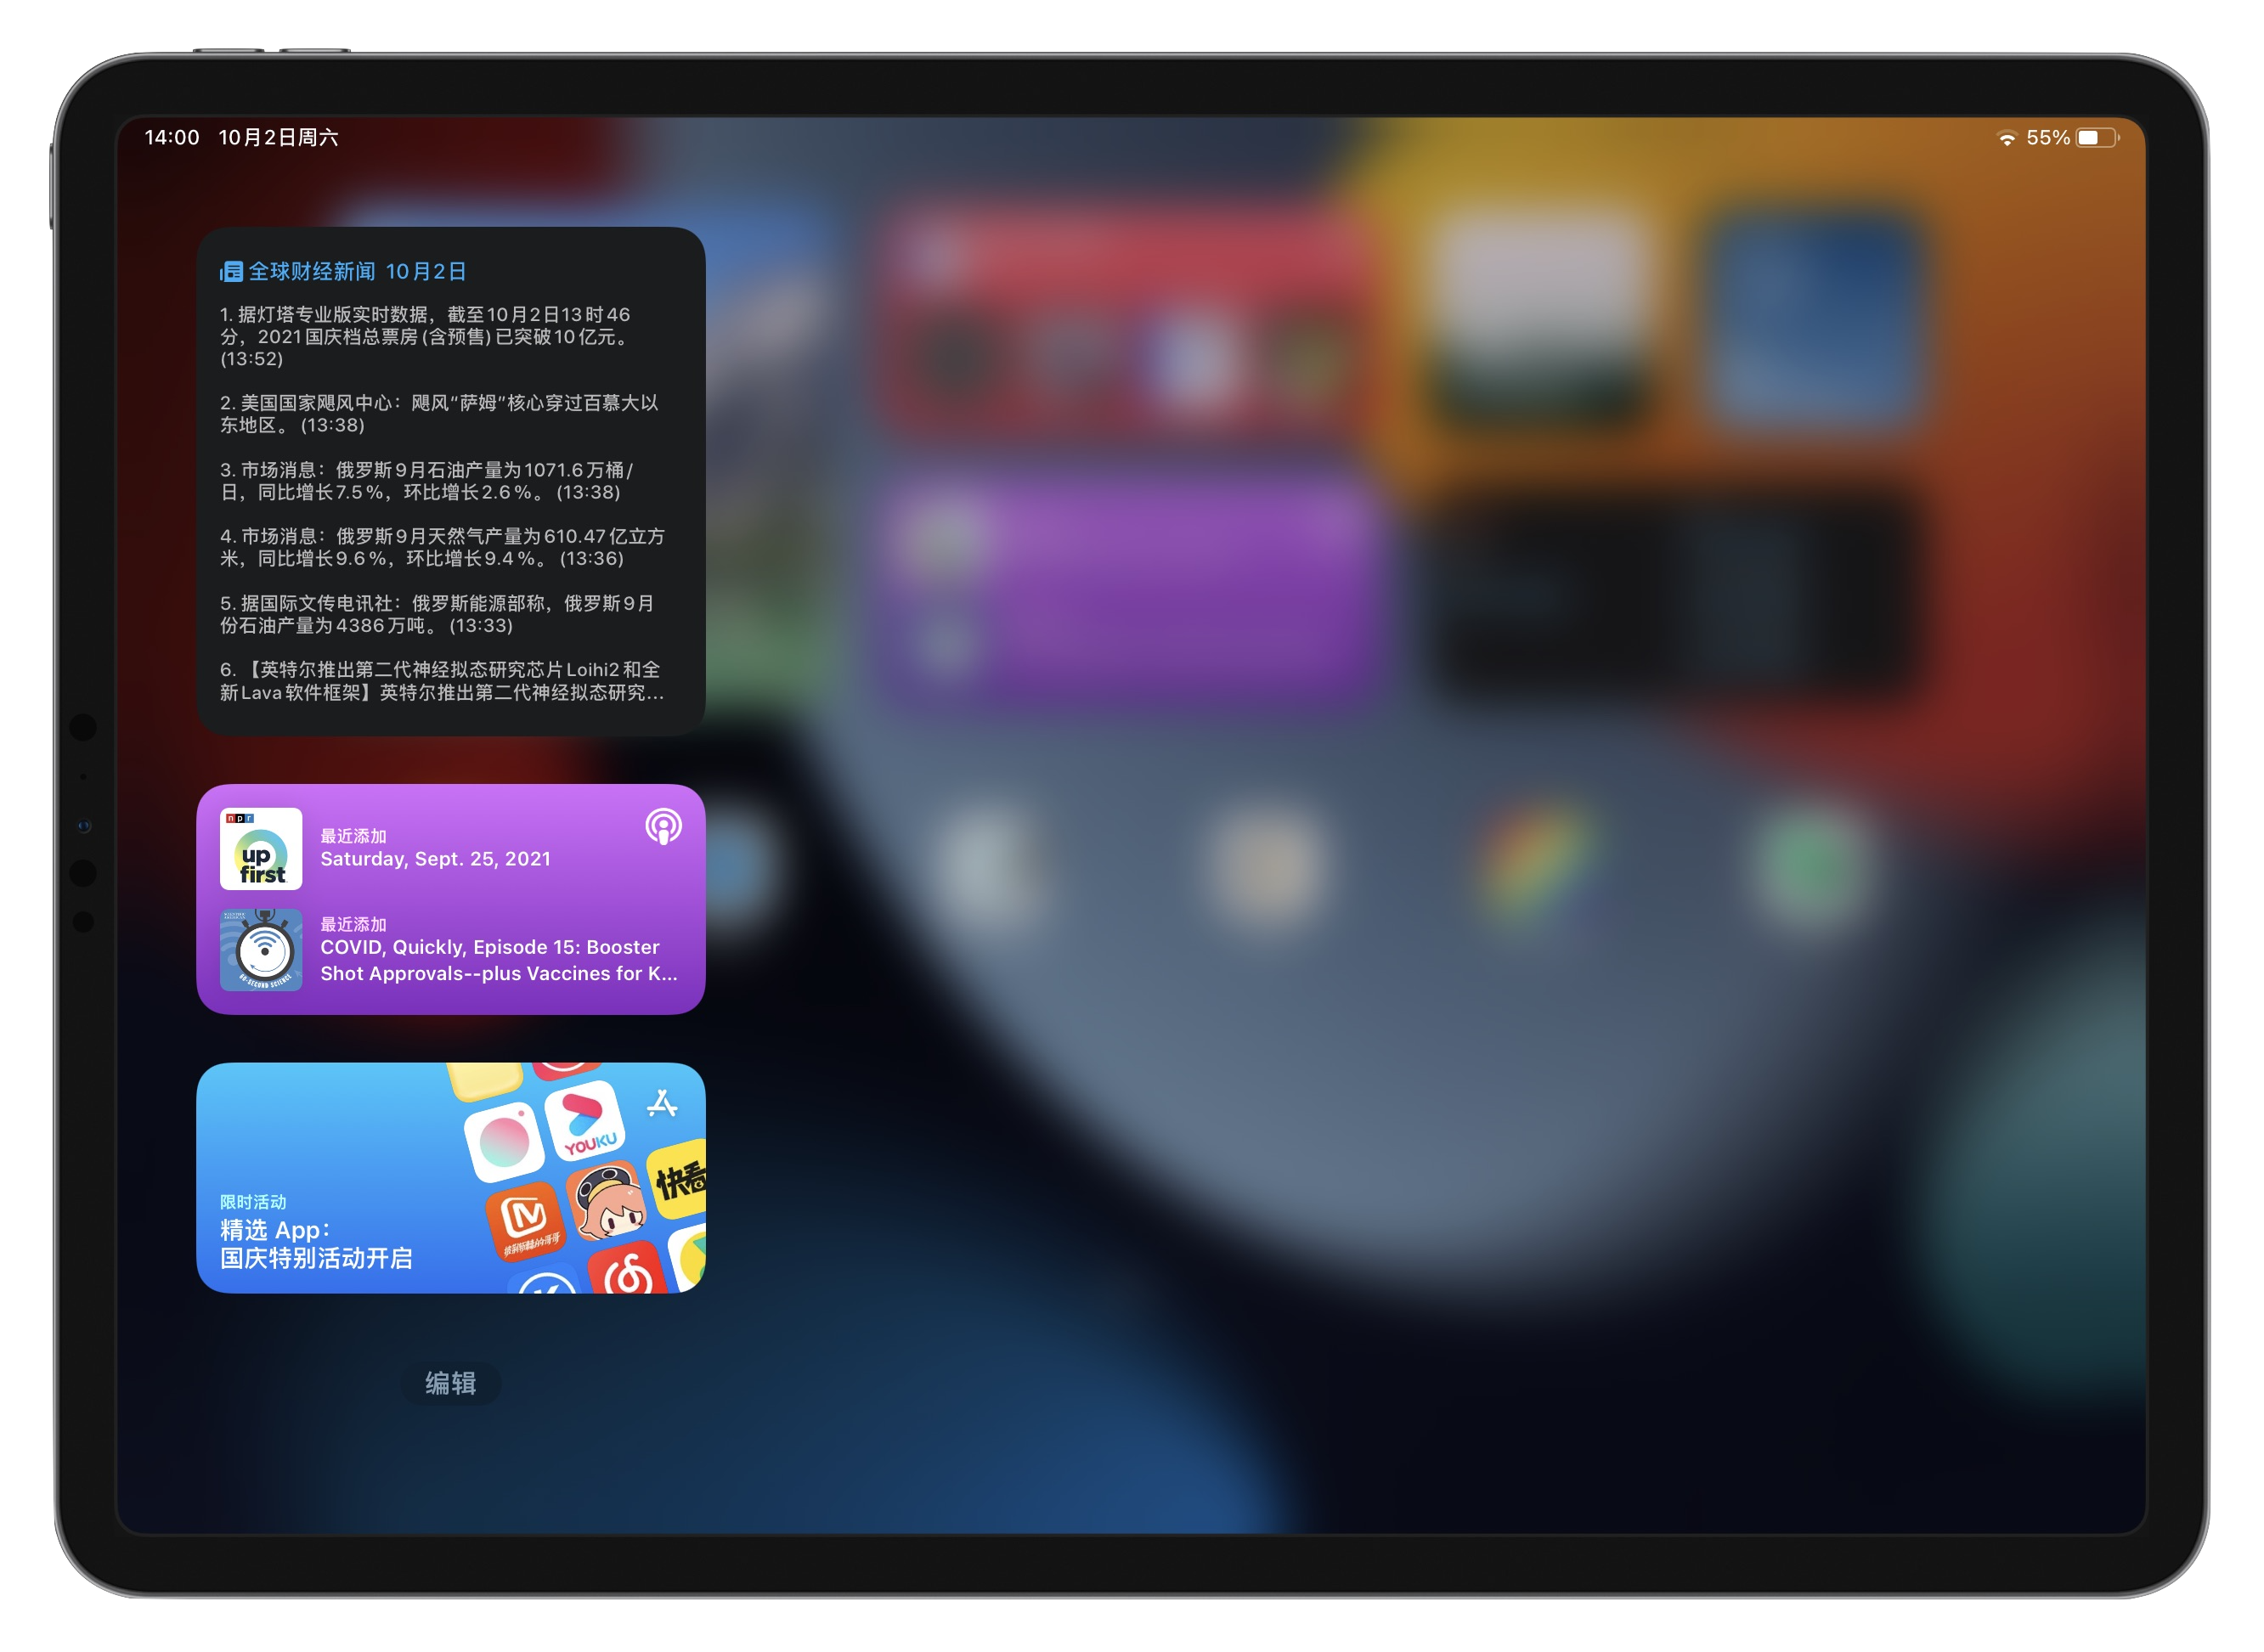 14:00 10月2日周六
55%
全球财经新闻 10月2日
1. 据灯塔专业版实时数据，截至10月2日13时46
分，2021国庆档总票房(含预售)已突破10亿元。
(13:52)
2. 美国国家飓风中心：飓风“萨姆”核心穿过百慕大以
东地区。 (13:38)
3. 市场消息：俄罗斯9月石油产量为1071.6万桶/
日，同比增长7.5%，环比增长2.6%。 (13:38)
4. 市场消息：俄罗斯9月天然气产量为610.47亿立方
米，同比增长9.6%，环比增长9.4%。 (13:36)
5. 据国际文传电讯社：俄罗斯能源部称，俄罗斯9月
份石油产量为4386万吨。 (13:33)
6. 【英特尔推出第二代神经拟态研究芯片Loihi2和全
新Lava软件框架】英特尔推出第二代神经拟态研究...
npr
up
first
最近添加
Saturday, Sept. 25, 2021
60-SECOND SCIENCE
最近添加
COVID, Quickly, Episode 15: Booster
Shot Approvals--plus Vaccines for K...
YOUKU
快看
限时活动
精选 App：
国庆特别活动开启
编辑